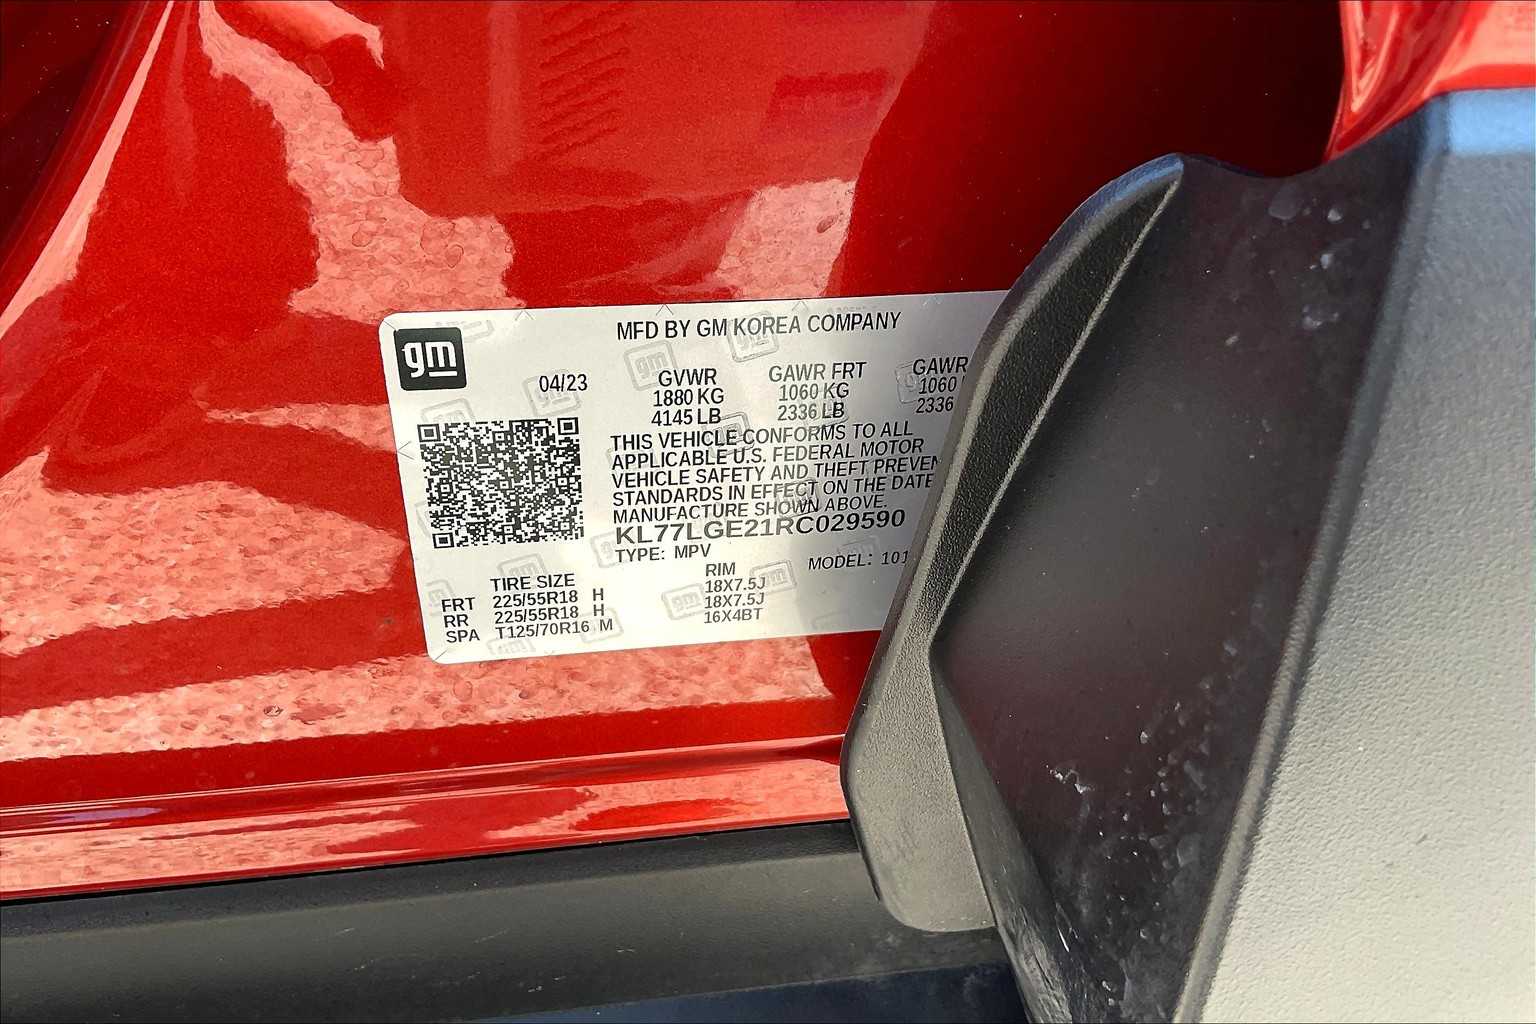 MFD BY GM KOREA COMPANY
gm
04/23
GVWR
1880 KG
4145 LB
GAWR FRT
1060 KG
2336 LB
GAWR
1060
2336
THIS VEHICLE CONFORMS TO ALL
APPLICABLE U.S. FEDERAL MOTOR
VEHICLE SAFETY AND THEFT PREVEN
STANDARDS IN EFFECT ON THE DATE
MANUFACTURE SHOWN ABOVE.
KL77LGE21RC029590
TYPE: MPV
MODEL: 101
TIRE SIZE RIM
FRT 225/55R18 H 18X7.5J
RR 225/55R18 H 18X7.5J
SPA T125/70R16 M 16X4BT